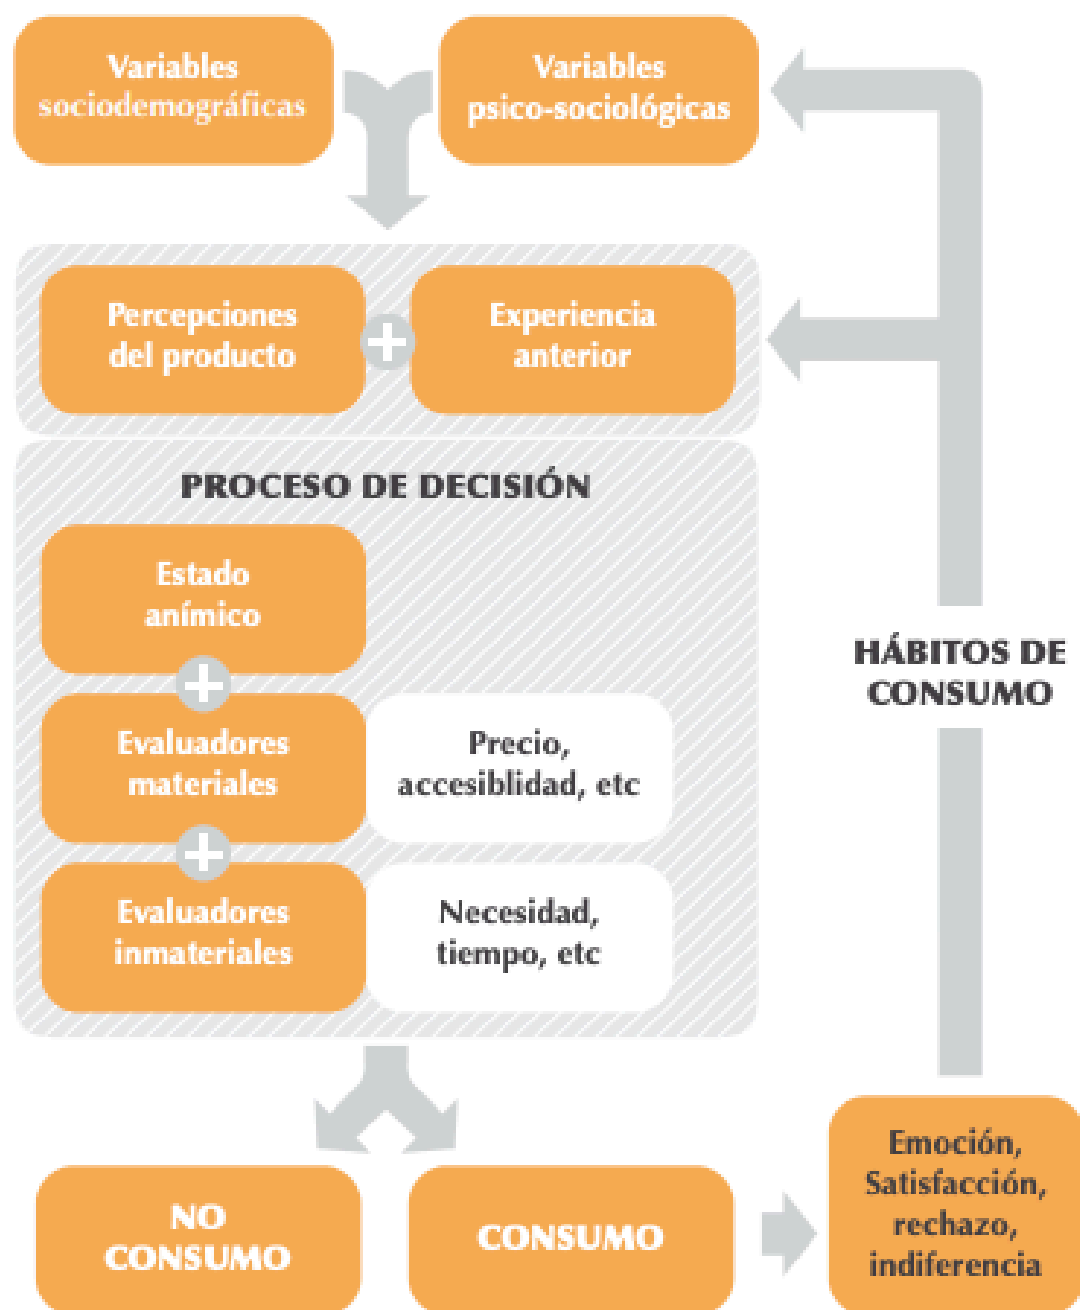 Variables
sociodemográficas
Variables
psico-sociológicas
Percepciones
del producto
Experiencia
anterior
PROCESO DE DECISIÓN
Estado
anímico
Evaluadores
materiales
Precio,
accesiblidad, etc
Evaluadores
inmateriales
Necesidad,
tiempo, etc
HÁBITOS DE
CONSUMO
NO
CONSUMO
CONSUMO
Emoción,
Satisfacción,
rechazo,
indiferencia